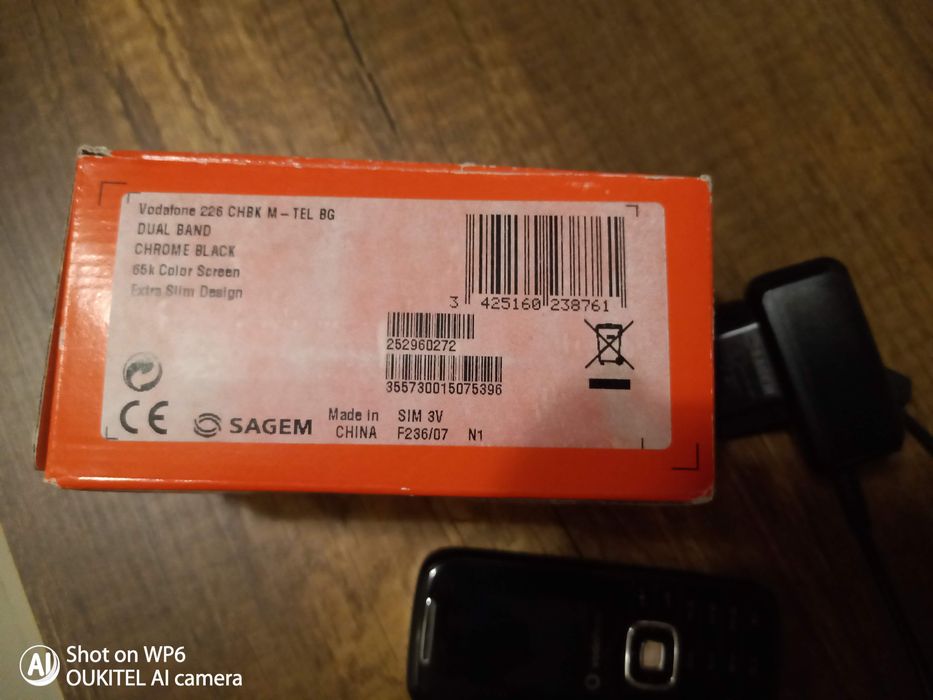 Vodafone 226 CHBK M-TEL BG
DUAL BAND
CHROME BLACK
65k Color Screen
Extra Slim Design
3 425160 238761
252960272
355730015075396
CE
SAGEM
Made in CHINA
SIM 3V
F236/07 N1
AI
Shot on WP6
OUKITEL AI camera